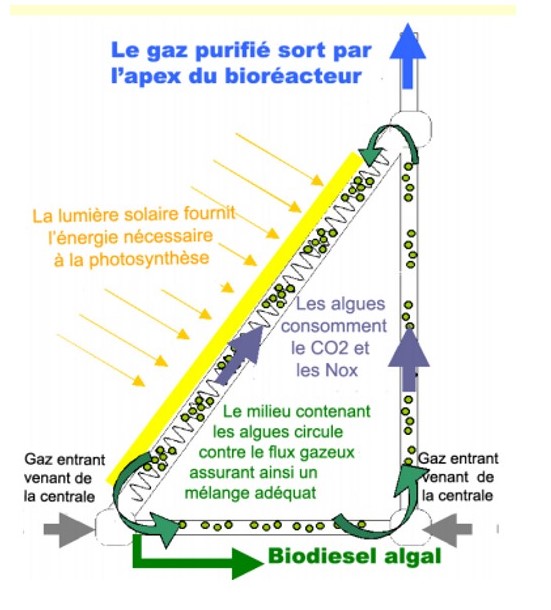 Le gaz purifié sort par
l'apex du bioréacteur
La lumière solaire fournit
l'énergie nécessaire
à la photosynthèse
Les algues
consomment
le CO2 et
les Nox
Le milieu contenant
les algues circule
contre le flux gazeux
assurant ainsi un
mélange adéquat
Gaz entrant
venant de
la centrale
Gaz entrant
venant de
la centrale
Biodiesel algal